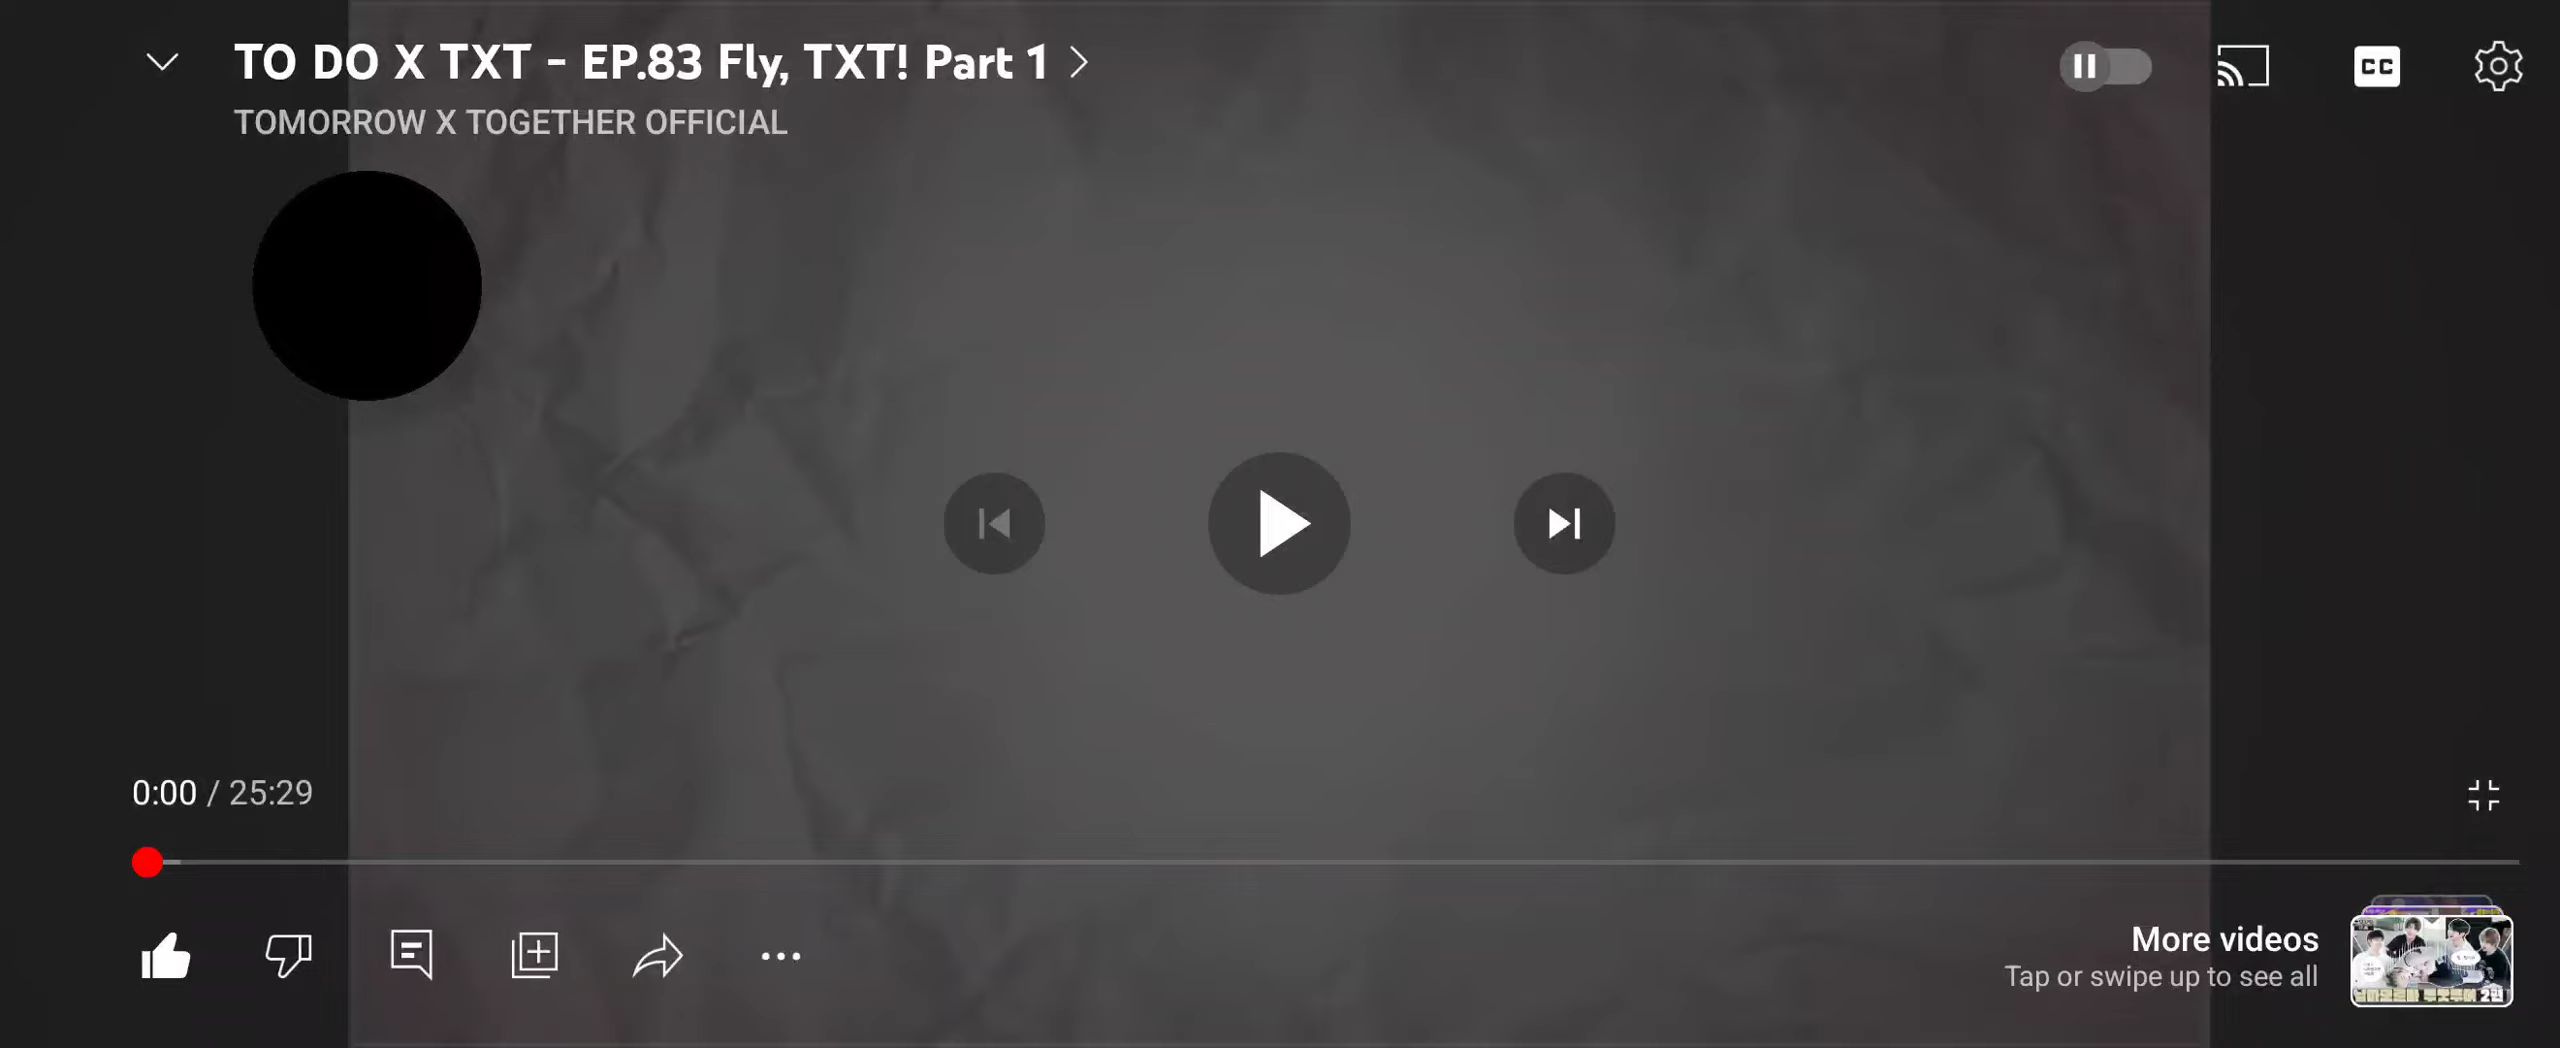 TO DO X TXT - EP.83 Fly, TXT! Part 1
TOMORROW X TOGETHER OFFICIAL
CC
0:00 / 25:29
More videos
Tap or swipe up to see all